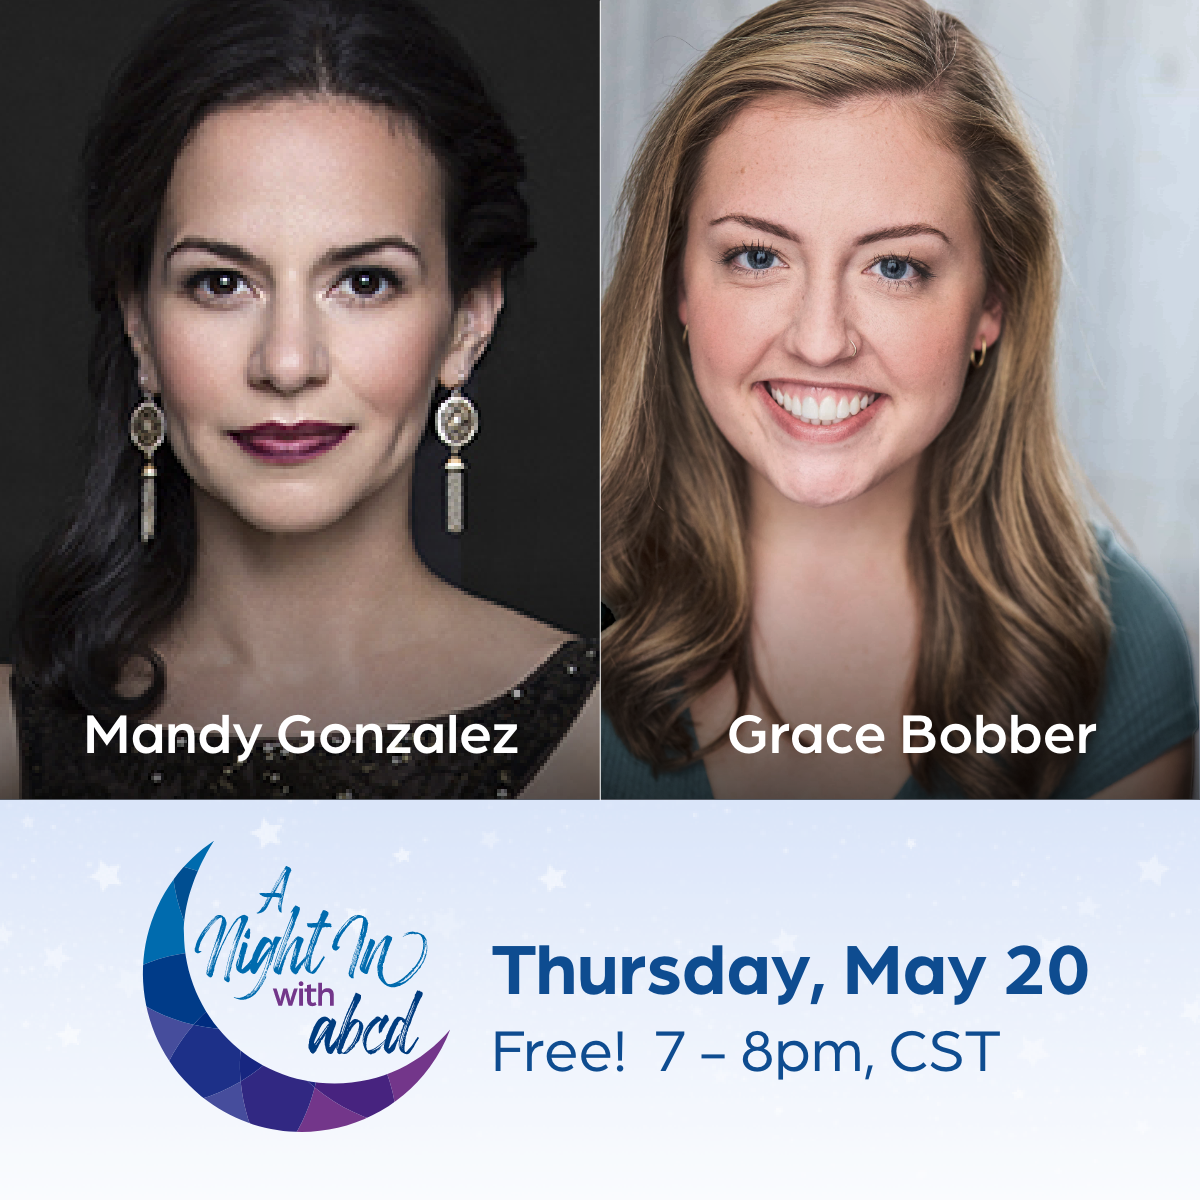 Mandy Gonzalez
Grace Bobber
A
Night In
with
abcd
Thursday, May 20
Free! 7 – 8pm, CST